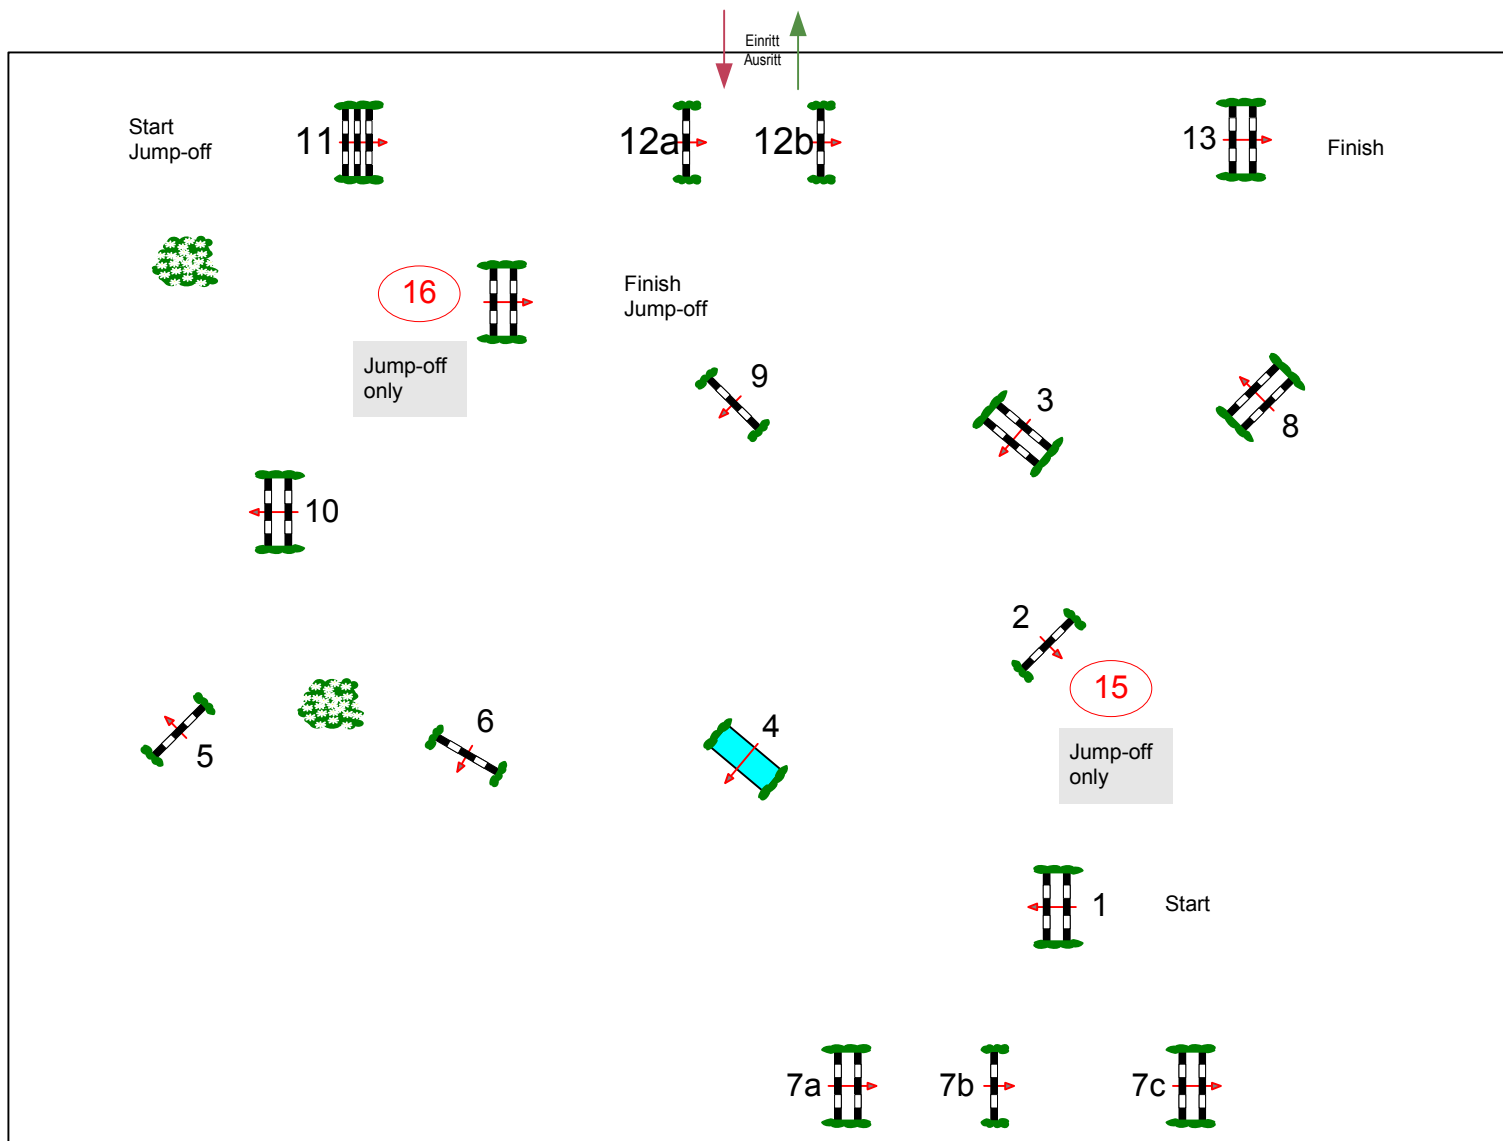 Einritt
Ausritt
Start
Jump-off
11
12a
12b
13
Finish
16
Finish
Jump-off
Jump-off
only
9
3
8
10
2
15
5
6
4
Jump-off
only
1
Start
7a
7b
7c